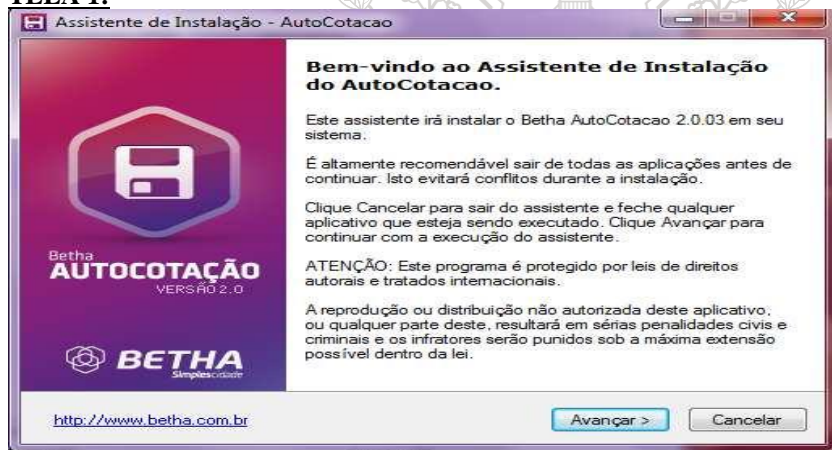 TELA 1:
Assistente de Instalação - AutoCotacao
Bem-vindo ao Assistente de Instalação
do AutoCotacao.
Este assistente irá instalar o Betha AutoCotacao 2.0.03 em seu
sistema.
É altamente recomendável sair de todas as aplicações antes de
continuar. Isto evitará conflitos durante a instalação.
Clique Cancelar para sair do assistente e feche qualquer
aplicativo que esteja sendo executado. Clique Avançar para
continuar com a execução do assistente.
ATENÇÃO: Este programa é protegido por leis de direitos
autorais e tratados internacionais.
A reprodução ou distribuição não autorizada deste aplicativo,
ou qualquer parte deste, resultará em sérias penalidades civis e
criminais e os infratores serão punidos sob a máxima extensão
possível dentro da lei.
Betha
AUTOCOTAÇÃO
VERSÃO 2.0
BETHA
Simplescidade
http://www.betha.com.br
Avançar >
Cancelar